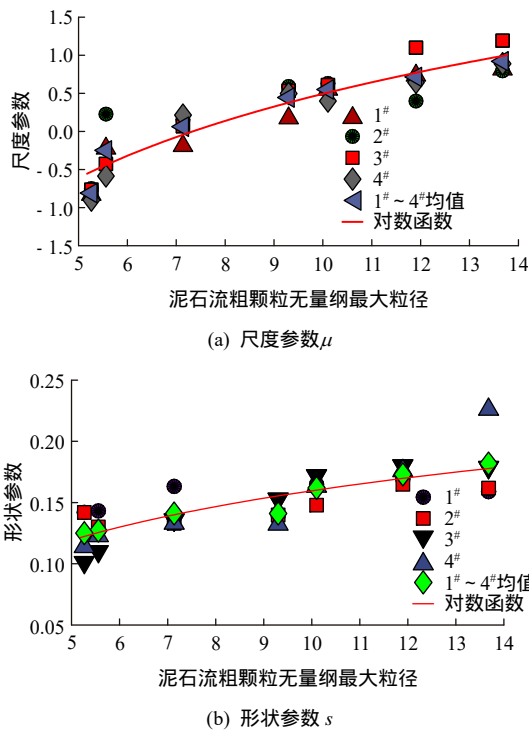 1.5
1.0
0.5
0.0
- 0.5
- 1.0
- 1.5
尺度参数
1#
2#
3#
4#
1# ~ 4#均值
对数函数
5 6 7 8 9 10 11 12 13 14
泥石流粗颗粒无量纲最大粒径
(a) 尺度参数μ
0.25
0.20
0.15
0.10
0.05
形状参数
1#
2#
3#
4#
1# ~ 4#均值
对数函数
5 6 7 8 9 10 11 12 13 14
泥石流粗颗粒无量纲最大粒径
(b) 形状参数 s